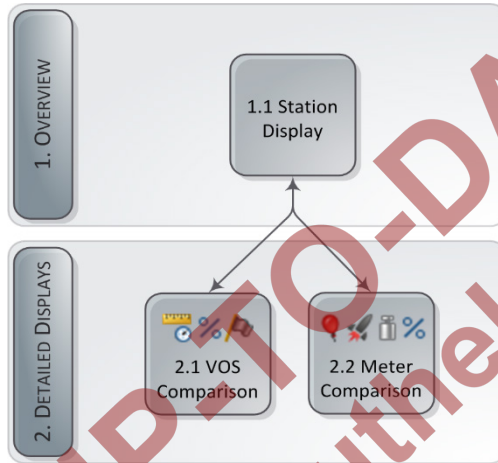 1. OVERVIEW
1.1 Station
Display
2. DETAILED DISPLAYS
%
%
2.1 VOS
Comparison
2.2 Meter
Comparison